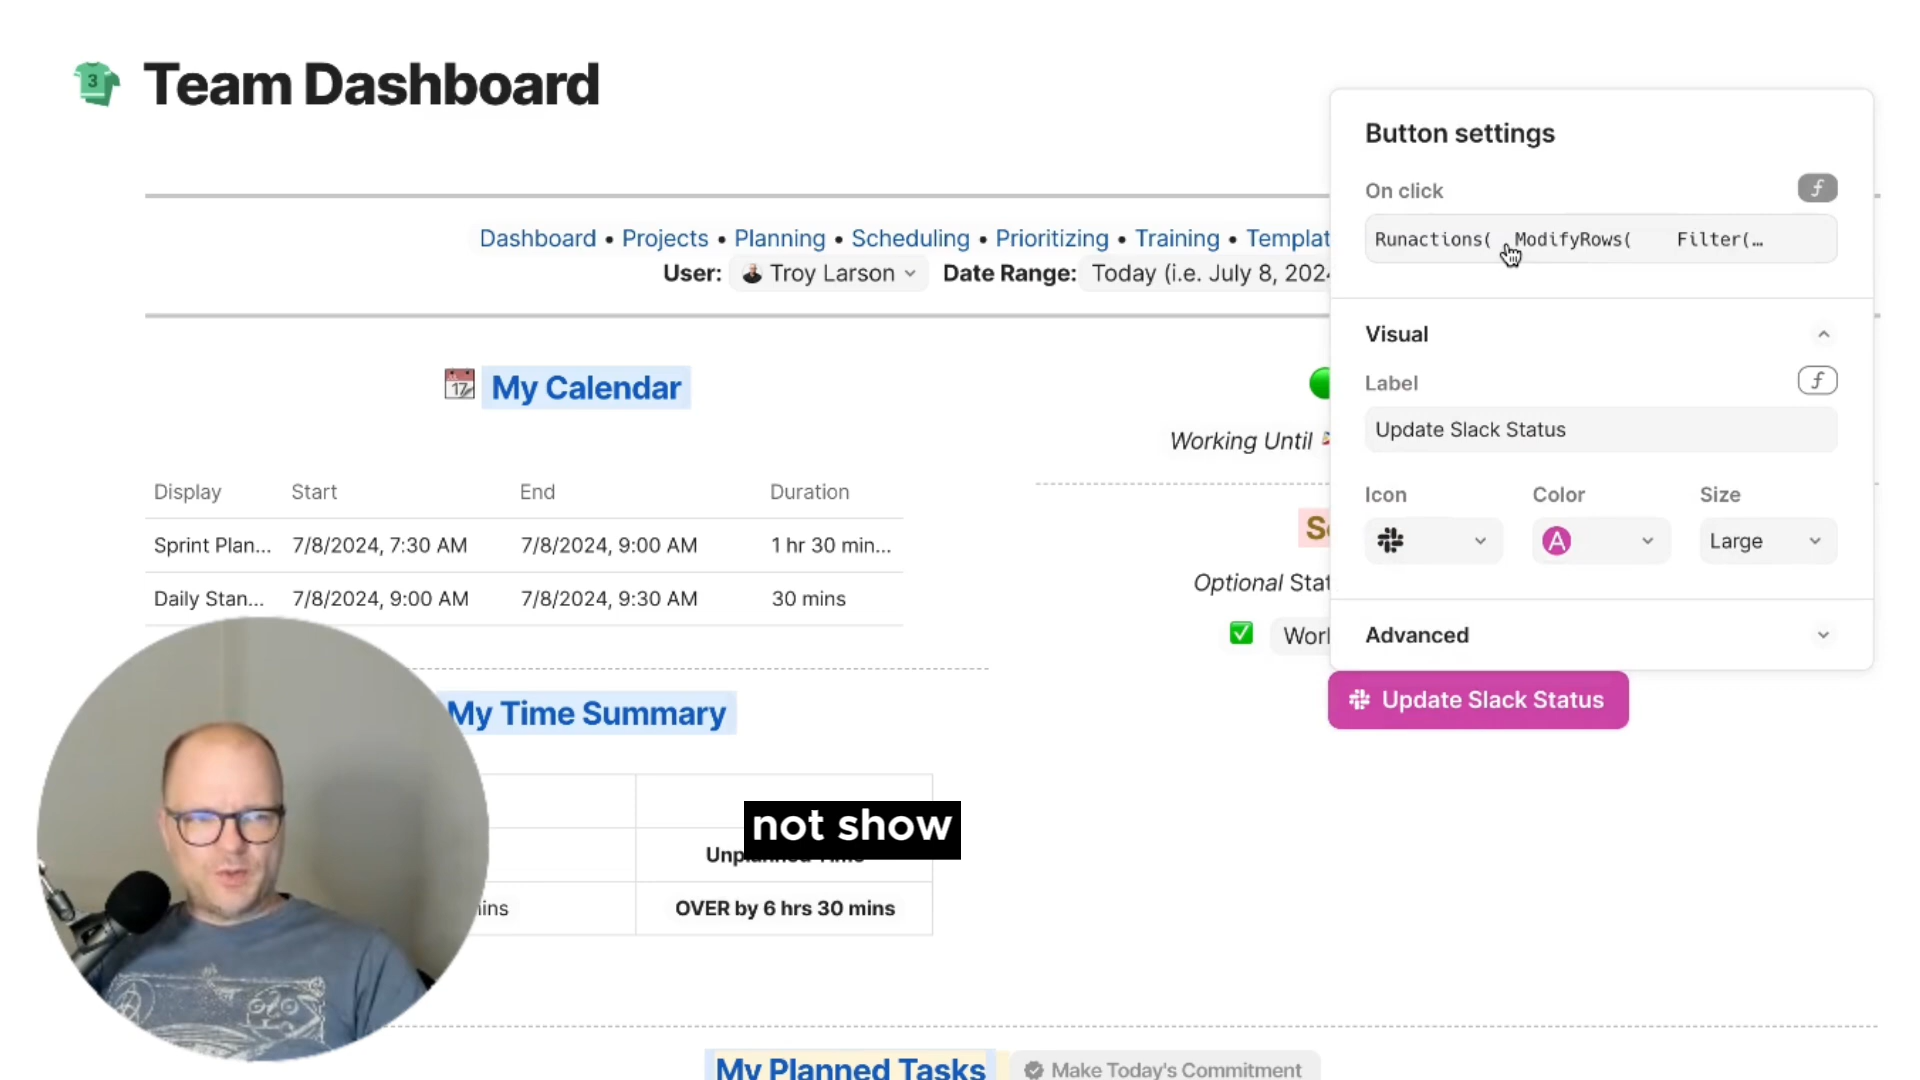 3
Team Dashboard
Dashboard • Projects • Planning • Scheduling • Prioritizing • Training • Templat
User: Troy Larson Date Range: Today (i.e. July 8, 202
17 My Calendar
Working Until
Display Start End Duration
Sprint Plan... 7/8/2024, 7:30 AM 7/8/2024, 9:00 AM 1 hr 30 min...
Daily Stan... 7/8/2024, 9:00 AM 7/8/2024, 9:30 AM 30 mins
Optional Stat
Button settings
On click
Runactions( ModifyRows( Filter(…
Visual
Label
Update Slack Status
Icon Color Size
A Large
Advanced
Update Slack Status
My Time Summary
not show
OVER by 6 hrs 30 mins
My Planned Tasks Make Today's Commitment